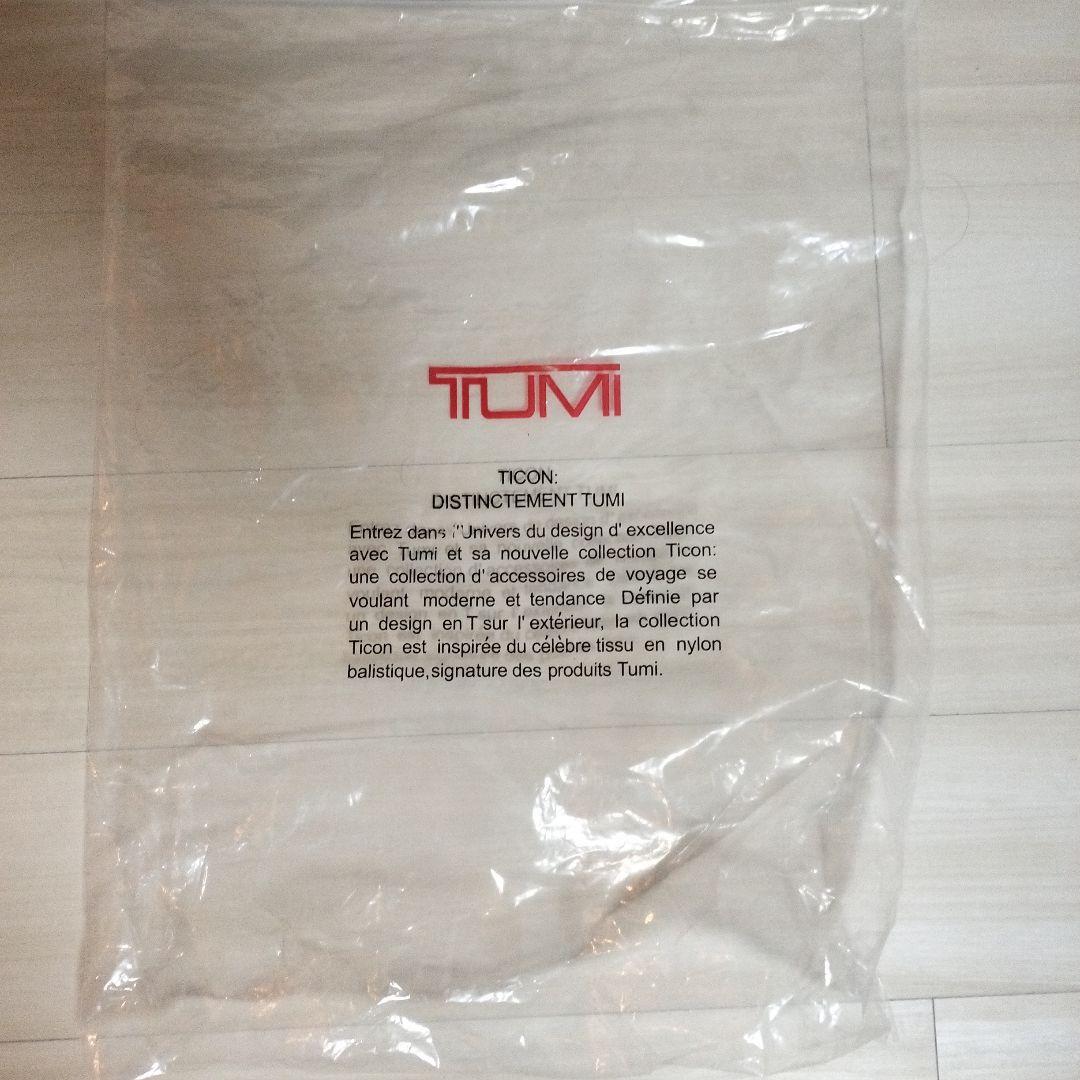 TUMI
TICON:
DISTINCTEMENT TUMI
Entrez dans l'Univers du design d' excellence
avec Tumi et sa nouvelle collection Ticon:
une collection d' accessoires de voyage se
voulant moderne et tendance Définie par
un design en T sur l' extérieur, la collection
Ticon est inspirée du célèbre tissu en nylon
balistique,signature des produits Tumi.